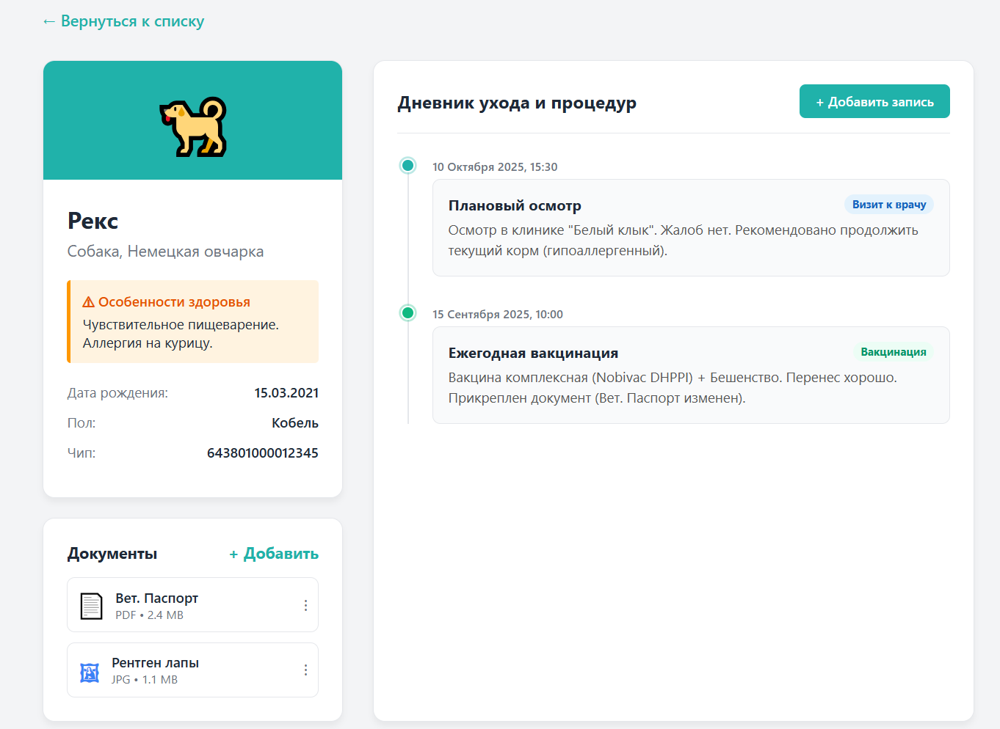 ← Вернуться к списку
Рекс
Собака, Немецкая овчарка
⚠ Особенности здоровья
Чувствительное пищеварение.
Аллергия на курицу.
Дата рождения: 15.03.2021
Пол: Кобель
Чип: 643801000012345
Документы + Добавить
Вет. Паспорт
PDF • 2.4 MB
Рентген лапы
JPG • 1.1 MB
Дневник ухода и процедур
+ Добавить запись
10 Октября 2025, 15:30
Плановый осмотр Визит к врачу
Осмотр в клинике "Белый клык". Жалоб нет. Рекомендовано продолжить
текущий корм (гипоаллергенный).
15 Сентября 2025, 10:00
Ежегодная вакцинация Вакцинация
Вакцина комплексная (Nobivac DHPPI) + Бешенство. Перенес хорошо.
Прикреплен документ (Вет. Паспорт изменен).